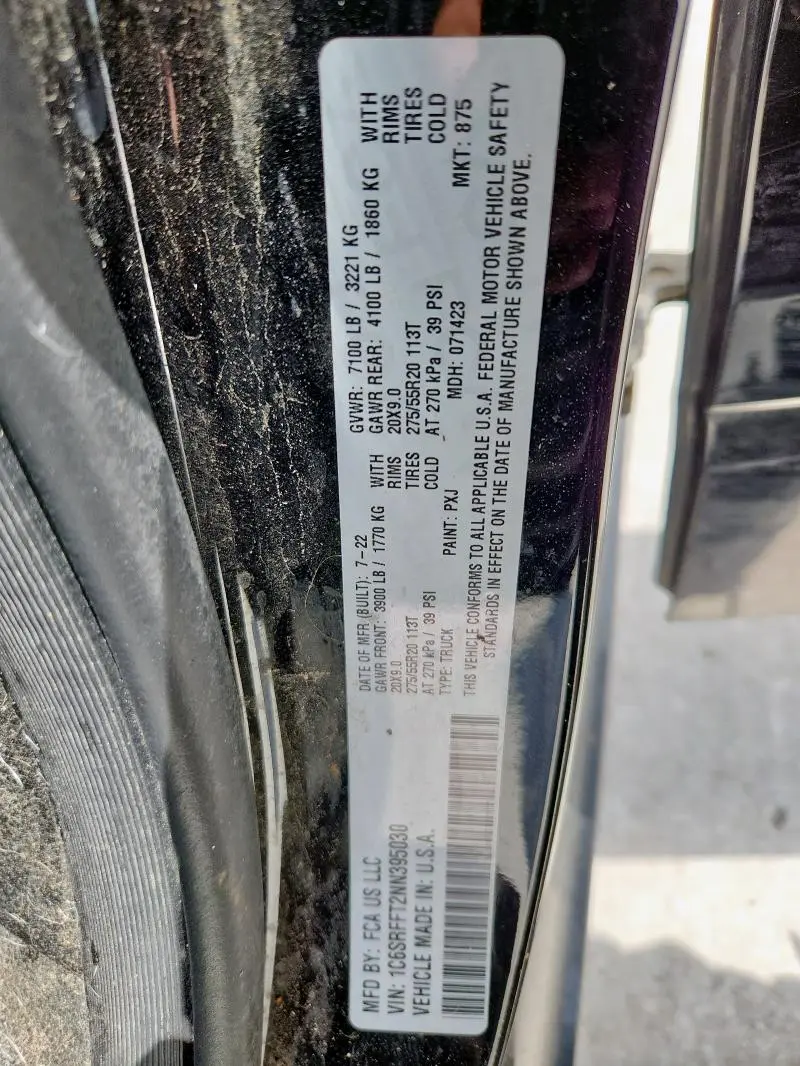 MFD BY: FCA US LLC
VIN: 1C6SRFFT2NN395030
VEHICLE MADE IN: U.S.A.
DATE OF MFR (BUILT): 7-22 GVWR: 7100 LB / 3221 KG
GAWR FRONT: 3900 LB / 1770 KG WITH GAWR REAR: 4100 LB / 1860 KG WITH
20X9.0 RIMS 20X9.0 RIMS
275/55R20 113T TIRES 275/55R20 113T TIRES
AT 270 kPa / 39 PSI COLD AT 270 kPa / 39 PSI COLD
TYPE: TRUCK PAINT: PXJ MDH: 071423 MKT: 875
THIS VEHICLE CONFORMS TO ALL APPLICABLE U.S.A. FEDERAL MOTOR VEHICLE SAFETY
STANDARDS IN EFFECT ON THE DATE OF MANUFACTURE SHOWN ABOVE.